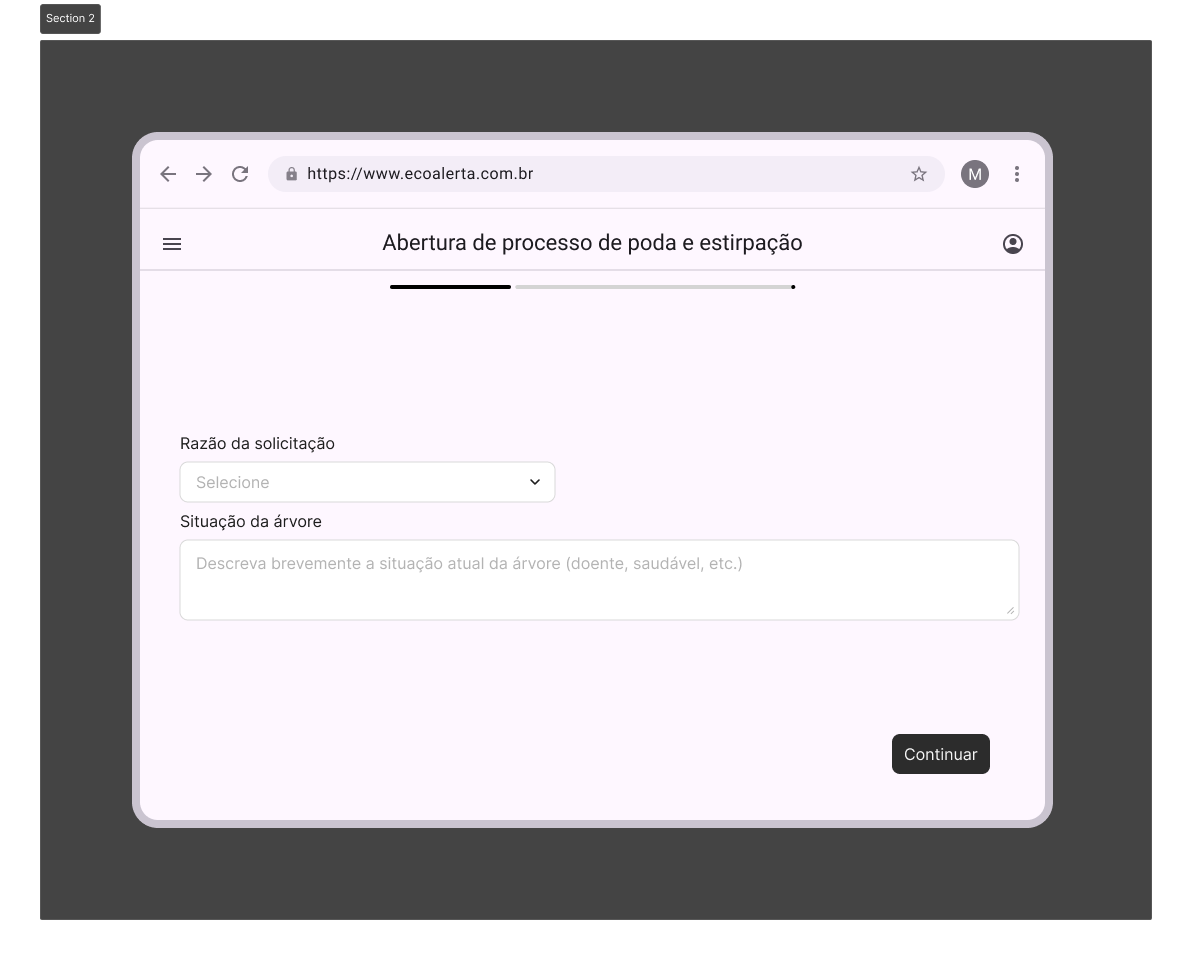 Section 2
https://www.ecoalerta.com.br
M
Abertura de processo de poda e estirpação
Razão da solicitação
Selecione
Situação da árvore
Descreva brevemente a situação atual da árvore (doente, saudável, etc.)
Continuar